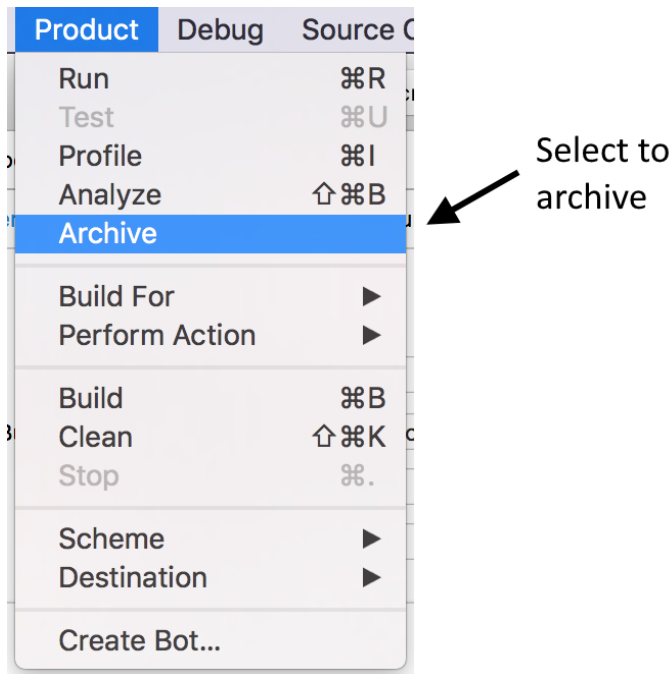 Product Debug Source
Run ⌘R
Test ⌘U
Profile ⌘I
Analyze ⇧⌘B
Archive
Build For ▶
Perform Action ▶
Build ⌘B
Clean ⇧⌘K
Stop ⌘.
Scheme ▶
Destination ▶
Create Bot...
Select to
archive